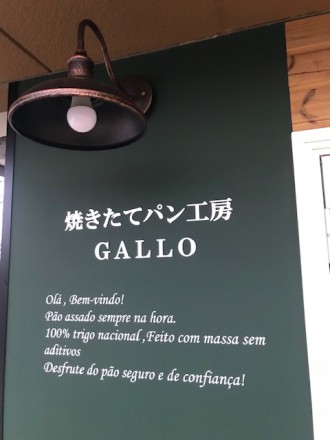 焼きたてパン工房
GALLO
Olá , Bem-vindo!
Pão assado sempre na hora.
100% trigo nacional ,Feito com massa sem
aditivos
Desfrute do pão seguro e de confiança!